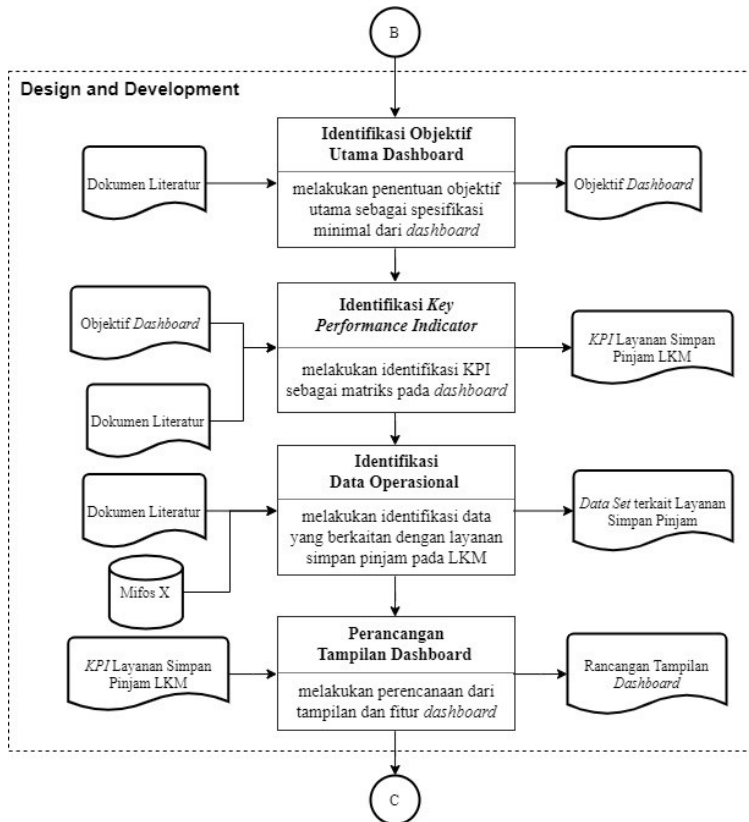 B
Design and Development
Identifikasi Objektif
Utama Dashboard
Dokumen Literatur
melakukan penentuan objektif
utama sebagai spesifikasi
minimal dari dashboard
Objektif Dashboard
Objektif Dashboard
Dokumen Literatur
Identifikasi Key
Performance Indicator
melakukan identifikasi KPI
sebagai matriks pada dashboard
KPI Layanan Simpan
Pinjam LKM
Dokumen Literatur
Mifos X
Identifikasi
Data Operasional
melakukan identifikasi data
yang berkaitan dengan layanan
simpan pinjam pada LKM
Data Set terkait Layanan
Simpan Pinjam
KPI Layanan Simpan
Pinjam LKM
Perancangan
Tampilan Dashboard
melakukan perencanaan dari
tampilan dan fitur dashboard
Rancangan Tampilan
Dashboard
C